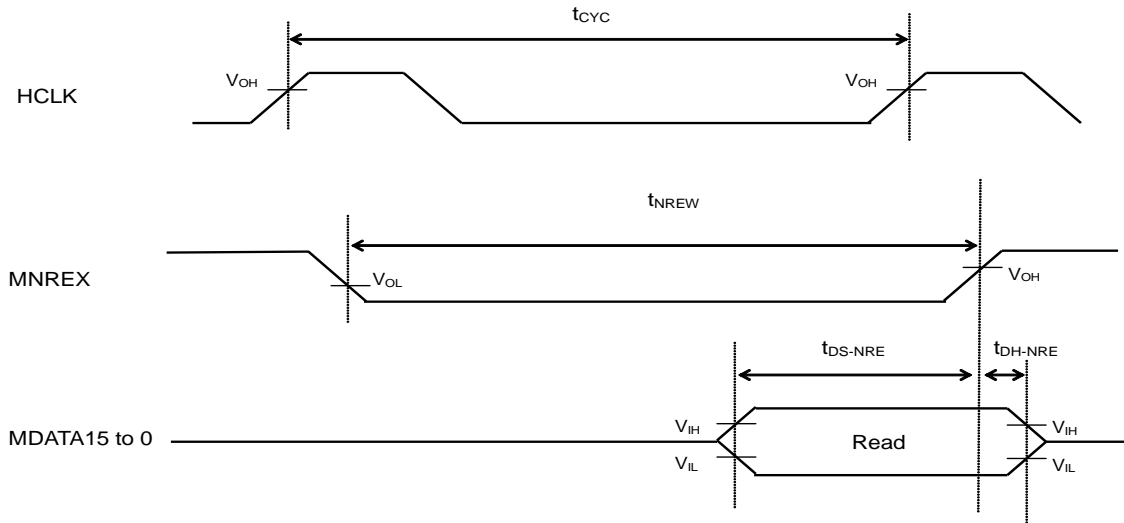 tCYC
VOH
VOH
HCLK
tNREW
MNREX
VOL
VOH
tDS-NRE
tDH-NRE
MDATA15 to 0
VIH
Read
VIH
VIL
VIL